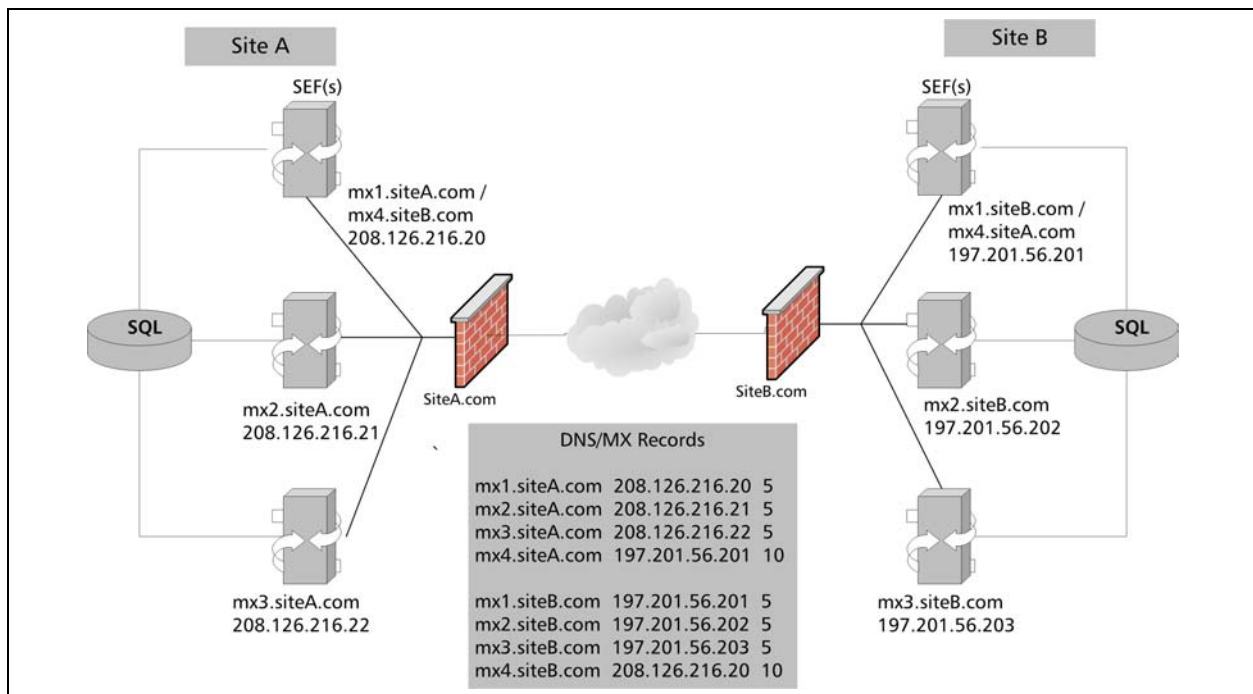 Site A
Site B
SEF(s)
SEF(s)
mx1.siteA.com /
mx4.siteB.com
208.126.216.20
mx1.siteB.com /
mx4.siteA.com
197.201.56.201
SQL
SQL
SiteA.com
SiteB.com
mx2.siteA.com
208.126.216.21
mx2.siteB.com
197.201.56.202
DNS/MX Records
mx1.siteA.com 208.126.216.20 5
mx2.siteA.com 208.126.216.21 5
mx3.siteA.com 208.126.216.22 5
mx4.siteA.com 197.201.56.201 10
mx1.siteB.com 197.201.56.201 5
mx2.siteB.com 197.201.56.202 5
mx3.siteB.com 197.201.56.203 5
mx4.siteB.com 208.126.216.20 10
mx3.siteA.com
208.126.216.22
mx3.siteB.com
197.201.56.203